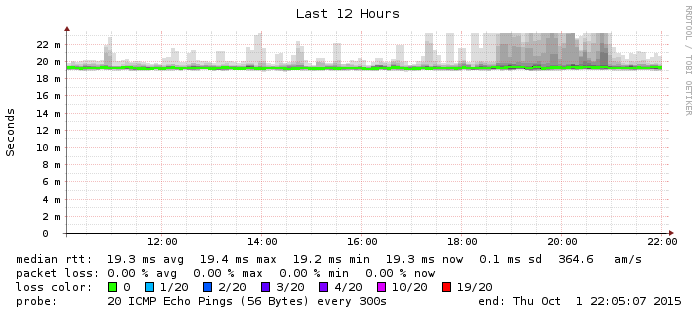 Last 12 Hours
RRDTOOL / TOBI OETIKER
Seconds
22 m
20 m
18 m
16 m
14 m
12 m
10 m
8 m
6 m
4 m
2 m
0
12:00 14:00 16:00 18:00 20:00 22:00
median rtt: 19.3 ms avg 19.4 ms max 19.2 ms min 19.3 ms now 0.1 ms sd 364.6 am/s
packet loss: 0.00 % avg 0.00 % max 0.00 % min 0.00 % now
loss color: 0 1/20 2/20 3/20 4/20 10/20 19/20
probe: 20 ICMP Echo Pings (56 Bytes) every 300s end: Thu Oct 1 22:05:07 2015